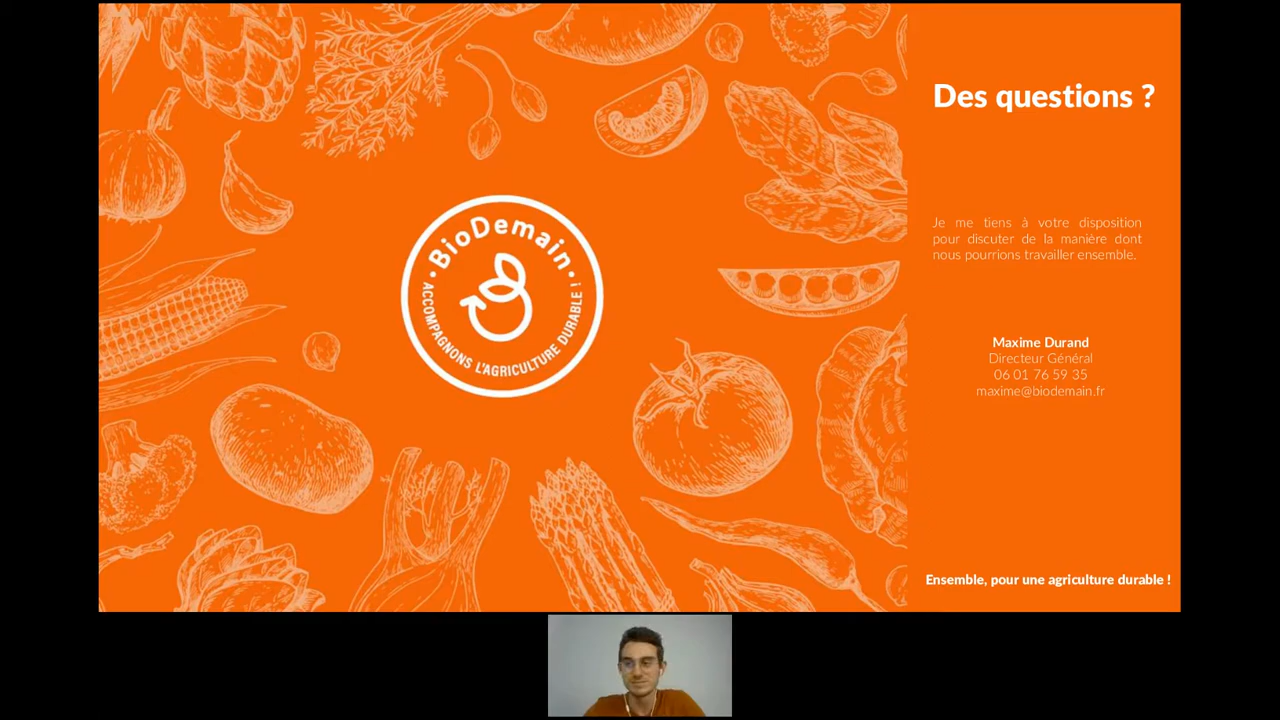 • BioDemain •
ACCOMPAGNONS L'AGRICULTURE DURABLE !
Des questions ?
Je me tiens à votre disposition
pour discuter de la manière dont
nous pourrions travailler ensemble.
Maxime Durand
Directeur Général
06 01 76 59 35
maxime@biodemain.fr
Ensemble, pour une agriculture durable !